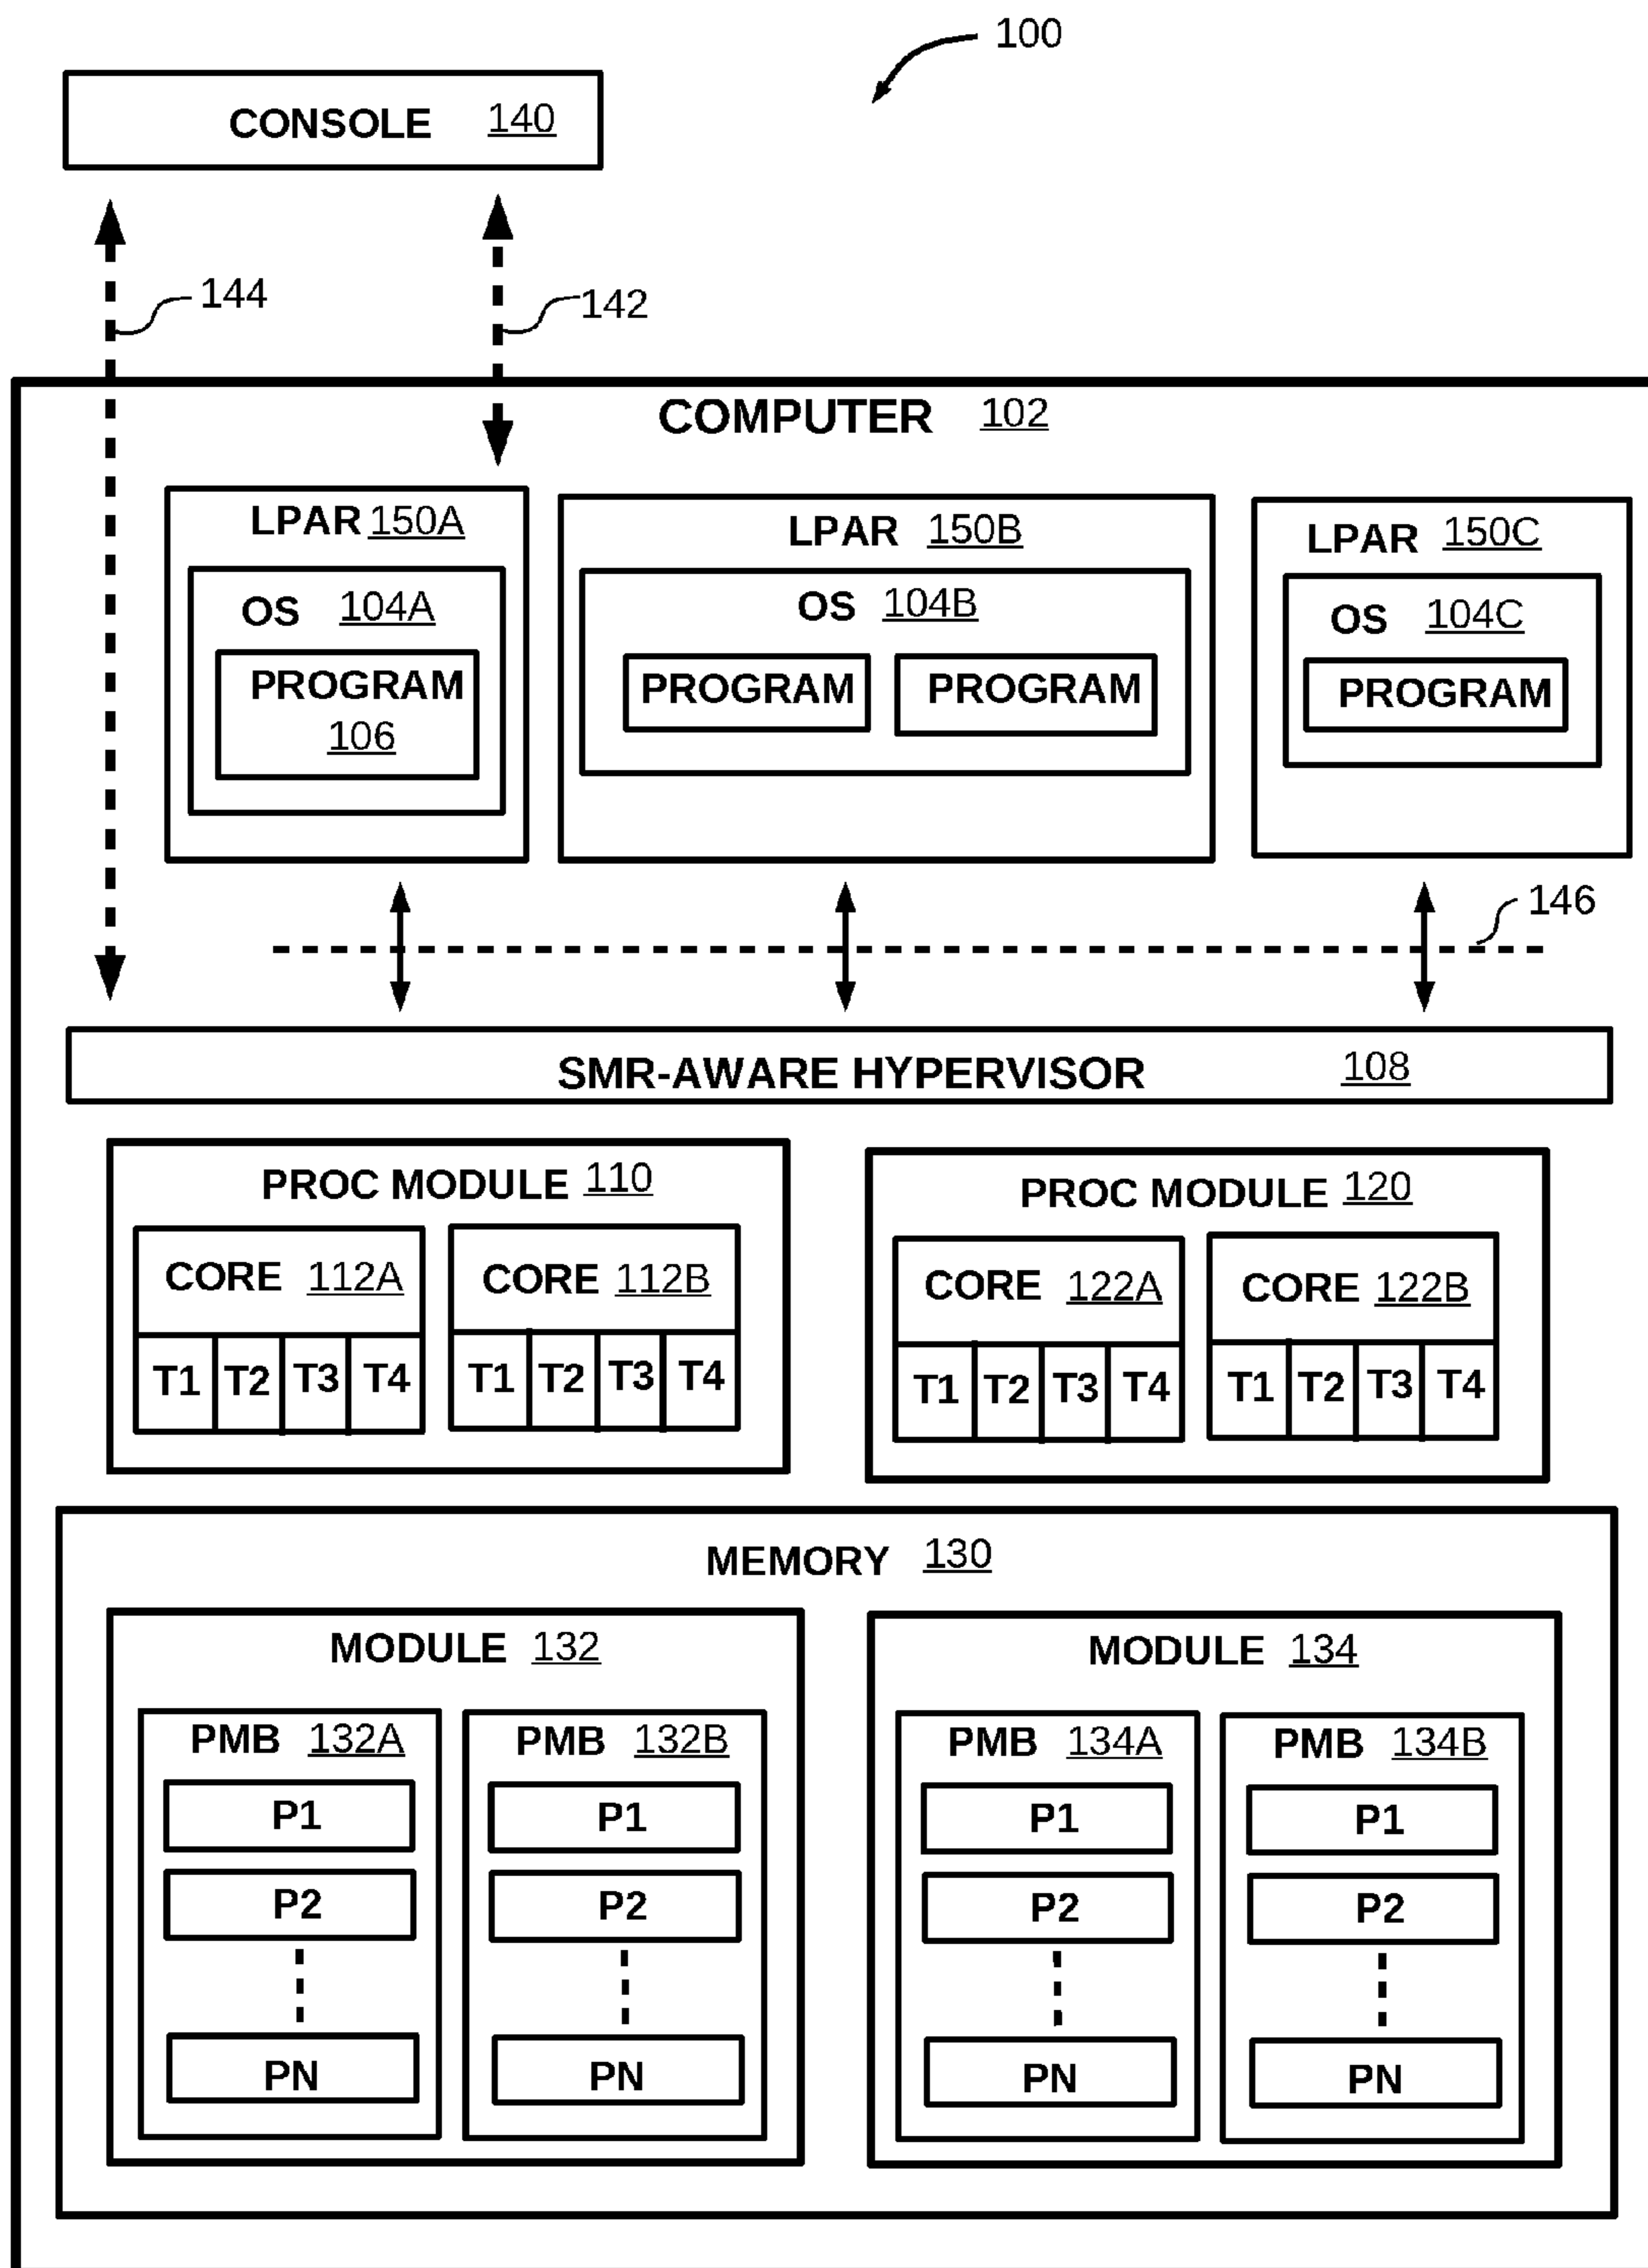 100
CONSOLE 140
144
142
COMPUTER 102
LPAR 150A
OS 104A
PROGRAM
106
LPAR 150B
OS 104B
PROGRAM
PROGRAM
LPAR 150C
OS 104C
PROGRAM
146
SMR-AWARE HYPERVISOR 108
PROC MODULE 110
CORE 112A
T1 T2 T3 T4
CORE 112B
T1 T2 T3 T4
PROC MODULE 120
CORE 122A
T1 T2 T3 T4
CORE 122B
T1 T2 T3 T4
MEMORY 130
MODULE 132
PMB 132A
P1
P2
PN
PMB 132B
P1
P2
PN
MODULE 134
PMB 134A
P1
P2
PN
PMB 134B
P1
P2
PN